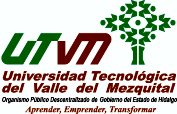 UTVM
Universidad Tecnológica
del Valle del Mezquital
Organismo Público Descentralizado de Gobierno del Estado de Hidalgo
Aprender, Emprender, Transformar